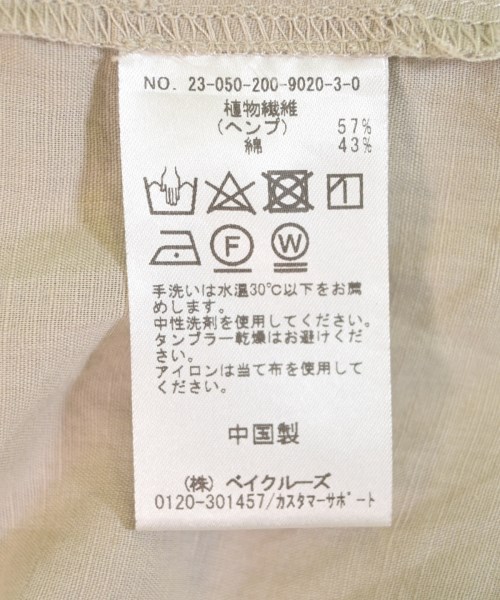 NO. 23-050-200-9020-3-0
植物繊維
(ヘンプ) 57%
綿 43%
F W
手洗いは水温30℃以下をお薦
めします。
中性洗剤を使用してください。
タンブラー乾燥はお避けくだ
さい。
アイロンは当て布を使用して
ください。
中国製
(株) ベイクルーズ
0120-301457/カスタマーサポート